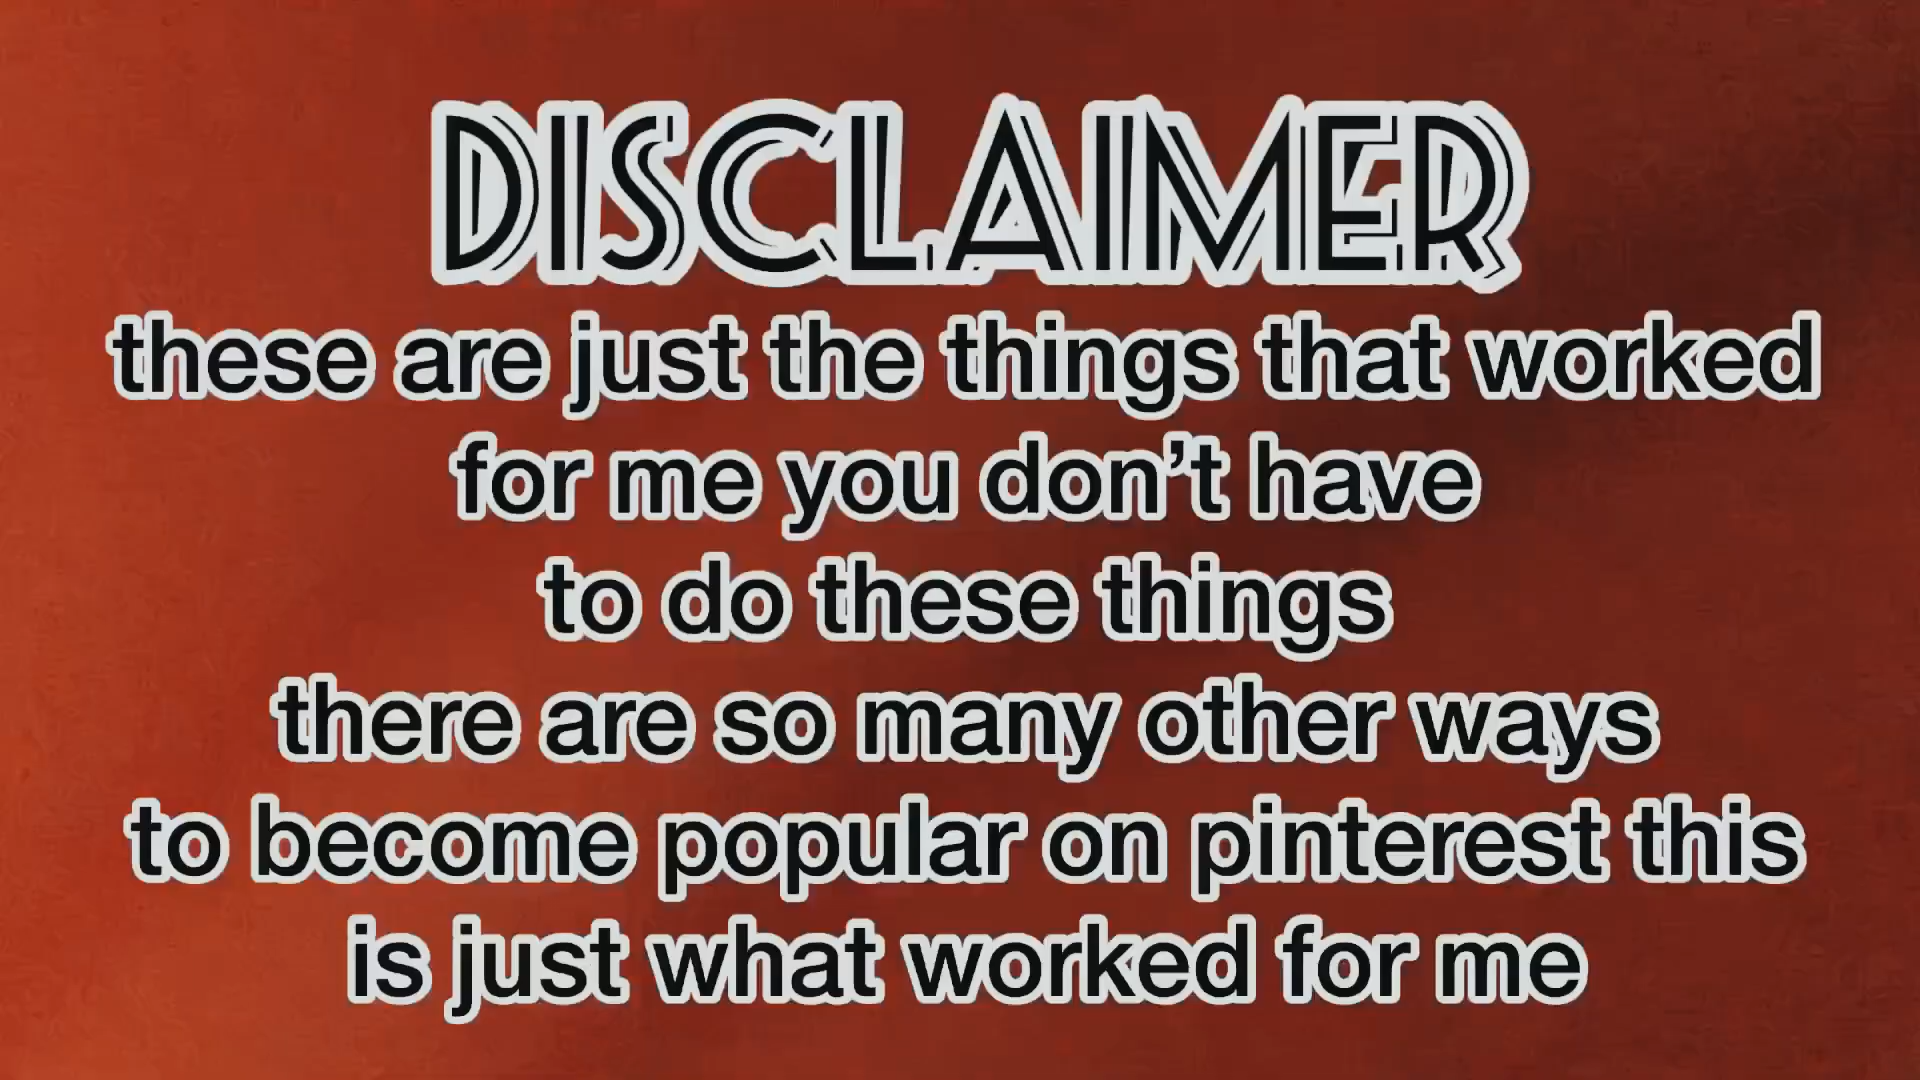 DISCLAIMER
these are just the things that worked
for me you don’t have
to do these things
there are so many other ways
to become popular on pinterest this
is just what worked for me